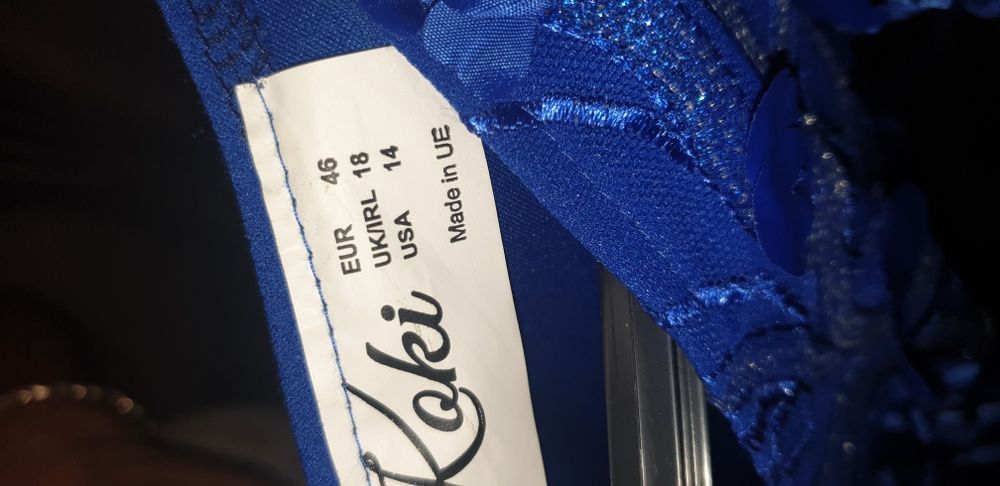 Koki
EUR 46
UK/IRL 18
USA 14
Made in UE